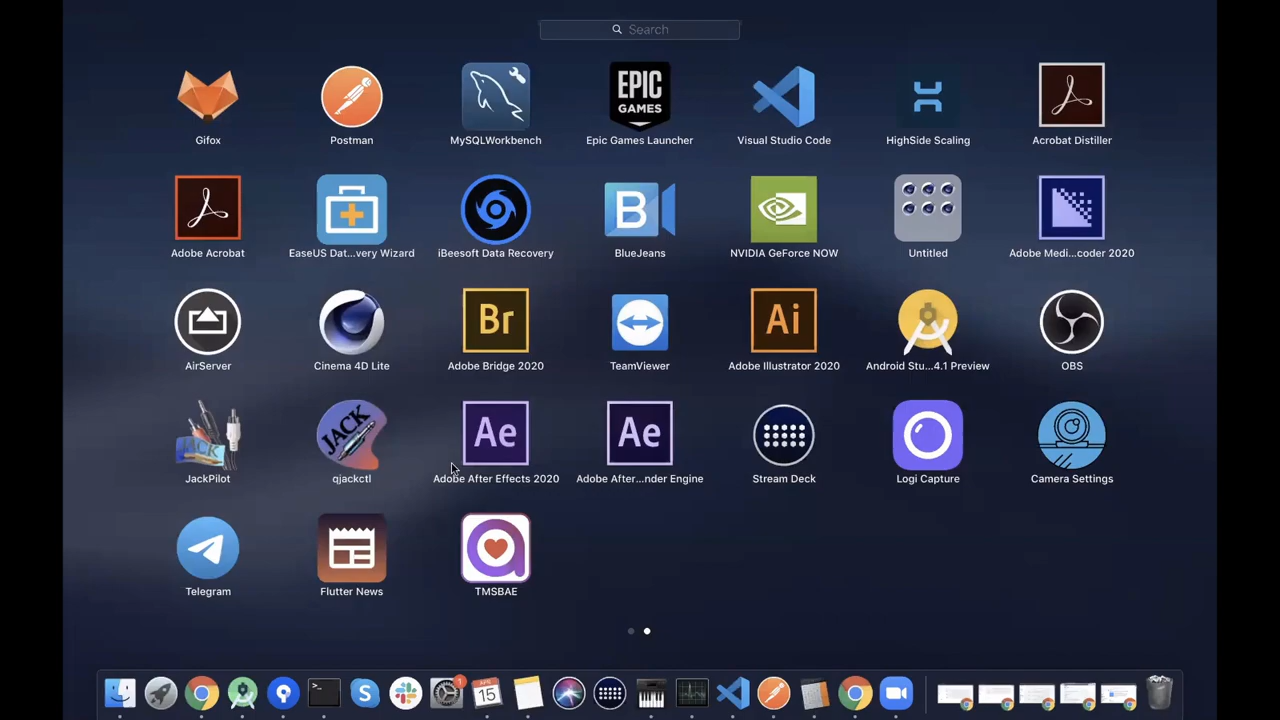 Search
Gifox
Postman
MySQLWorkbench
EPIC GAMES
Epic Games Launcher
Visual Studio Code
HighSide Scaling
Acrobat Distiller
Adobe Acrobat
EaseUS Dat...very Wizard
iBeesoft Data Recovery
B
BlueJeans
NVIDIA GeForce NOW
Untitled
Adobe Medi...coder 2020
AirServer
Cinema 4D Lite
Br
Adobe Bridge 2020
TeamViewer
Ai
Adobe Illustrator 2020
Android Stu...4.1 Preview
OBS
JackPilot
JACK
qjackctl
Ae
Adobe After Effects 2020
Ae
Adobe After...nder Engine
Stream Deck
Logi Capture
Camera Settings
Telegram
Flutter News
TMSBAE
1
APR
15